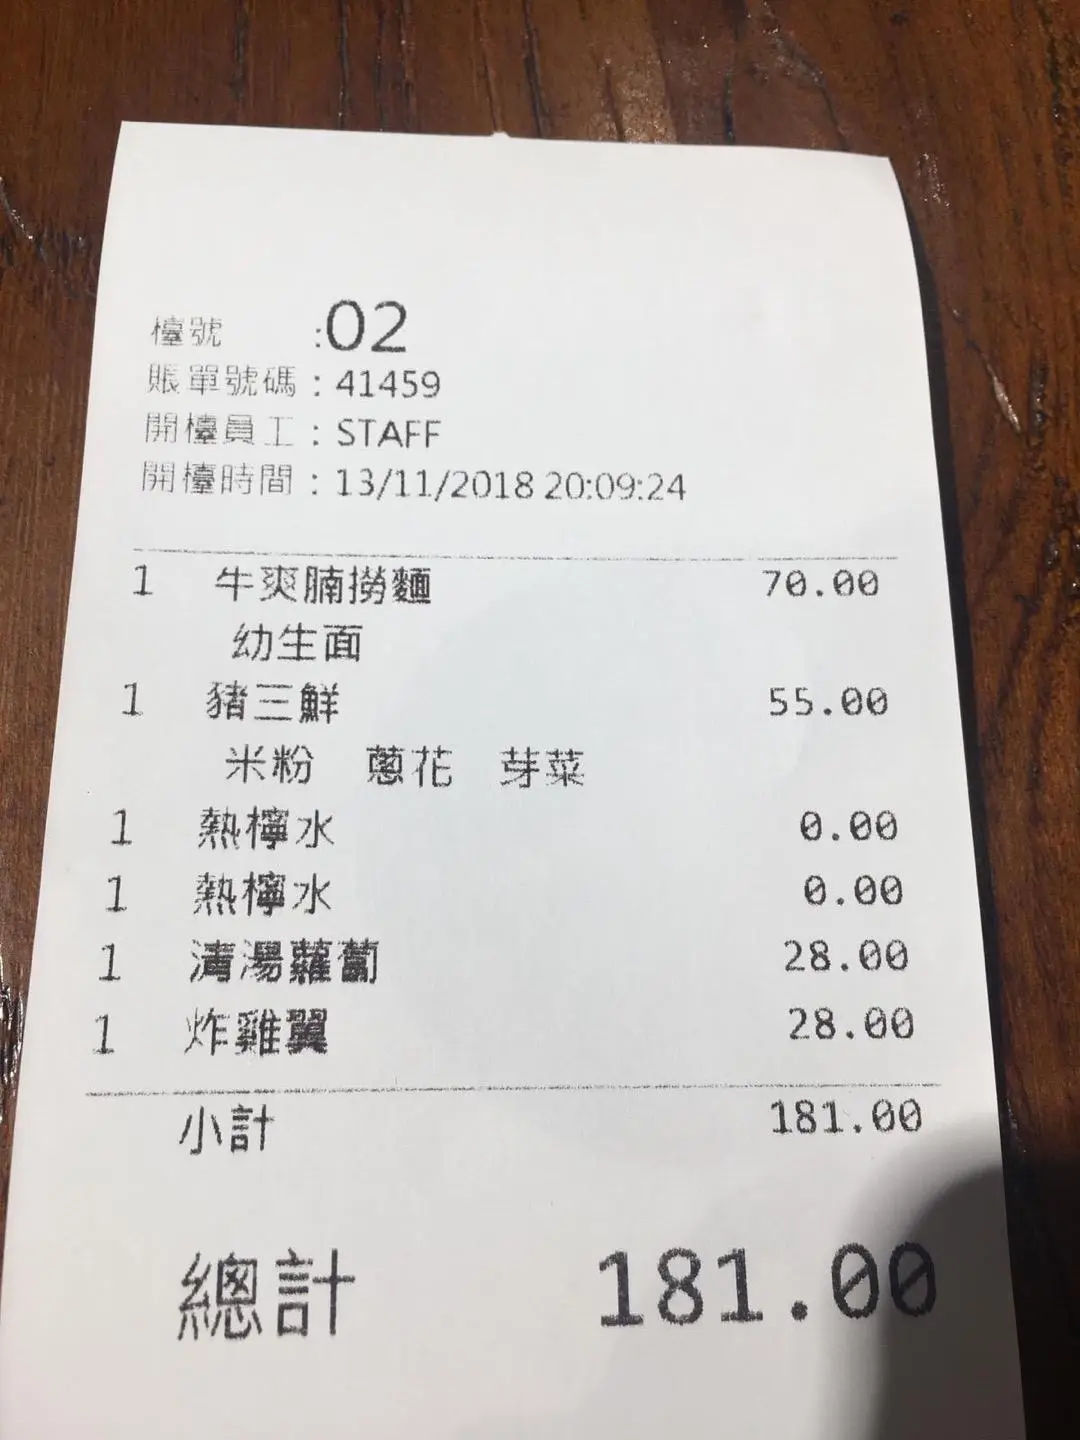 檯號 :02
賬單號碼 : 41459
開檯員工 : STAFF
開檯時間 : 13/11/2018 20:09:24
1 牛爽腩撈麵 70.00
幼生面
1 豬三鮮 55.00
米粉 蔥花 芽菜
1 熱檸水 0.00
1 熱檸水 0.00
1 清湯蘿蔔 28.00
1 炸雞翼 28.00
小計 181.00
總計 181.00